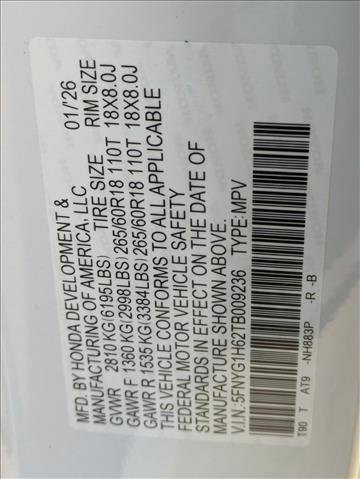 MFD. BY HONDA DEVELOPMENT & 01/'26
MANUFACTURING OF AMERICA, LLC
TIRE SIZE RIM SIZE
GVWR 2810 KG(6195LBS)
GAWR F 1360 KG(2998LBS) 265/60R18 110T 18X8.0J
GAWR R 1535 KG(3384LBS) 265/60R18 110T 18X8.0J
THIS VEHICLE CONFORMS TO ALL APPLICABLE
FEDERAL MOTOR VEHICLE SAFETY
STANDARDS IN EFFECT ON THE DATE OF
MANUFACTURE SHOWN ABOVE.
V.I.N:5FNYG1H62TB009236 TYPE: MPV
T90 T AT9 -NH883P -R -B